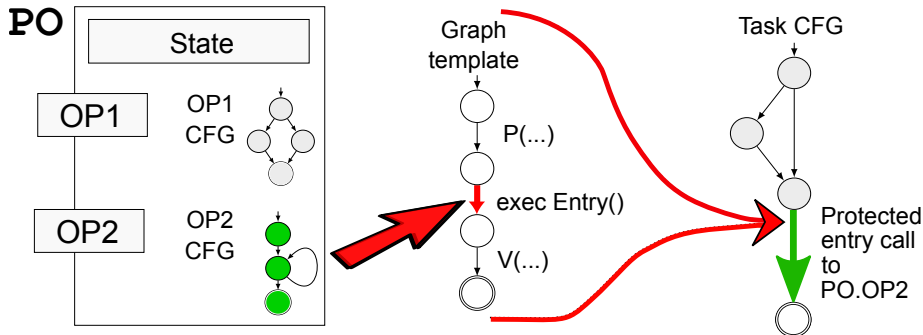 PO
State
OP1
OP1
CFG
OP2
OP2
CFG
Graph
template
P(...)
exec Entry()
V(...)
Task CFG
Protected
entry call
to
PO.OP2